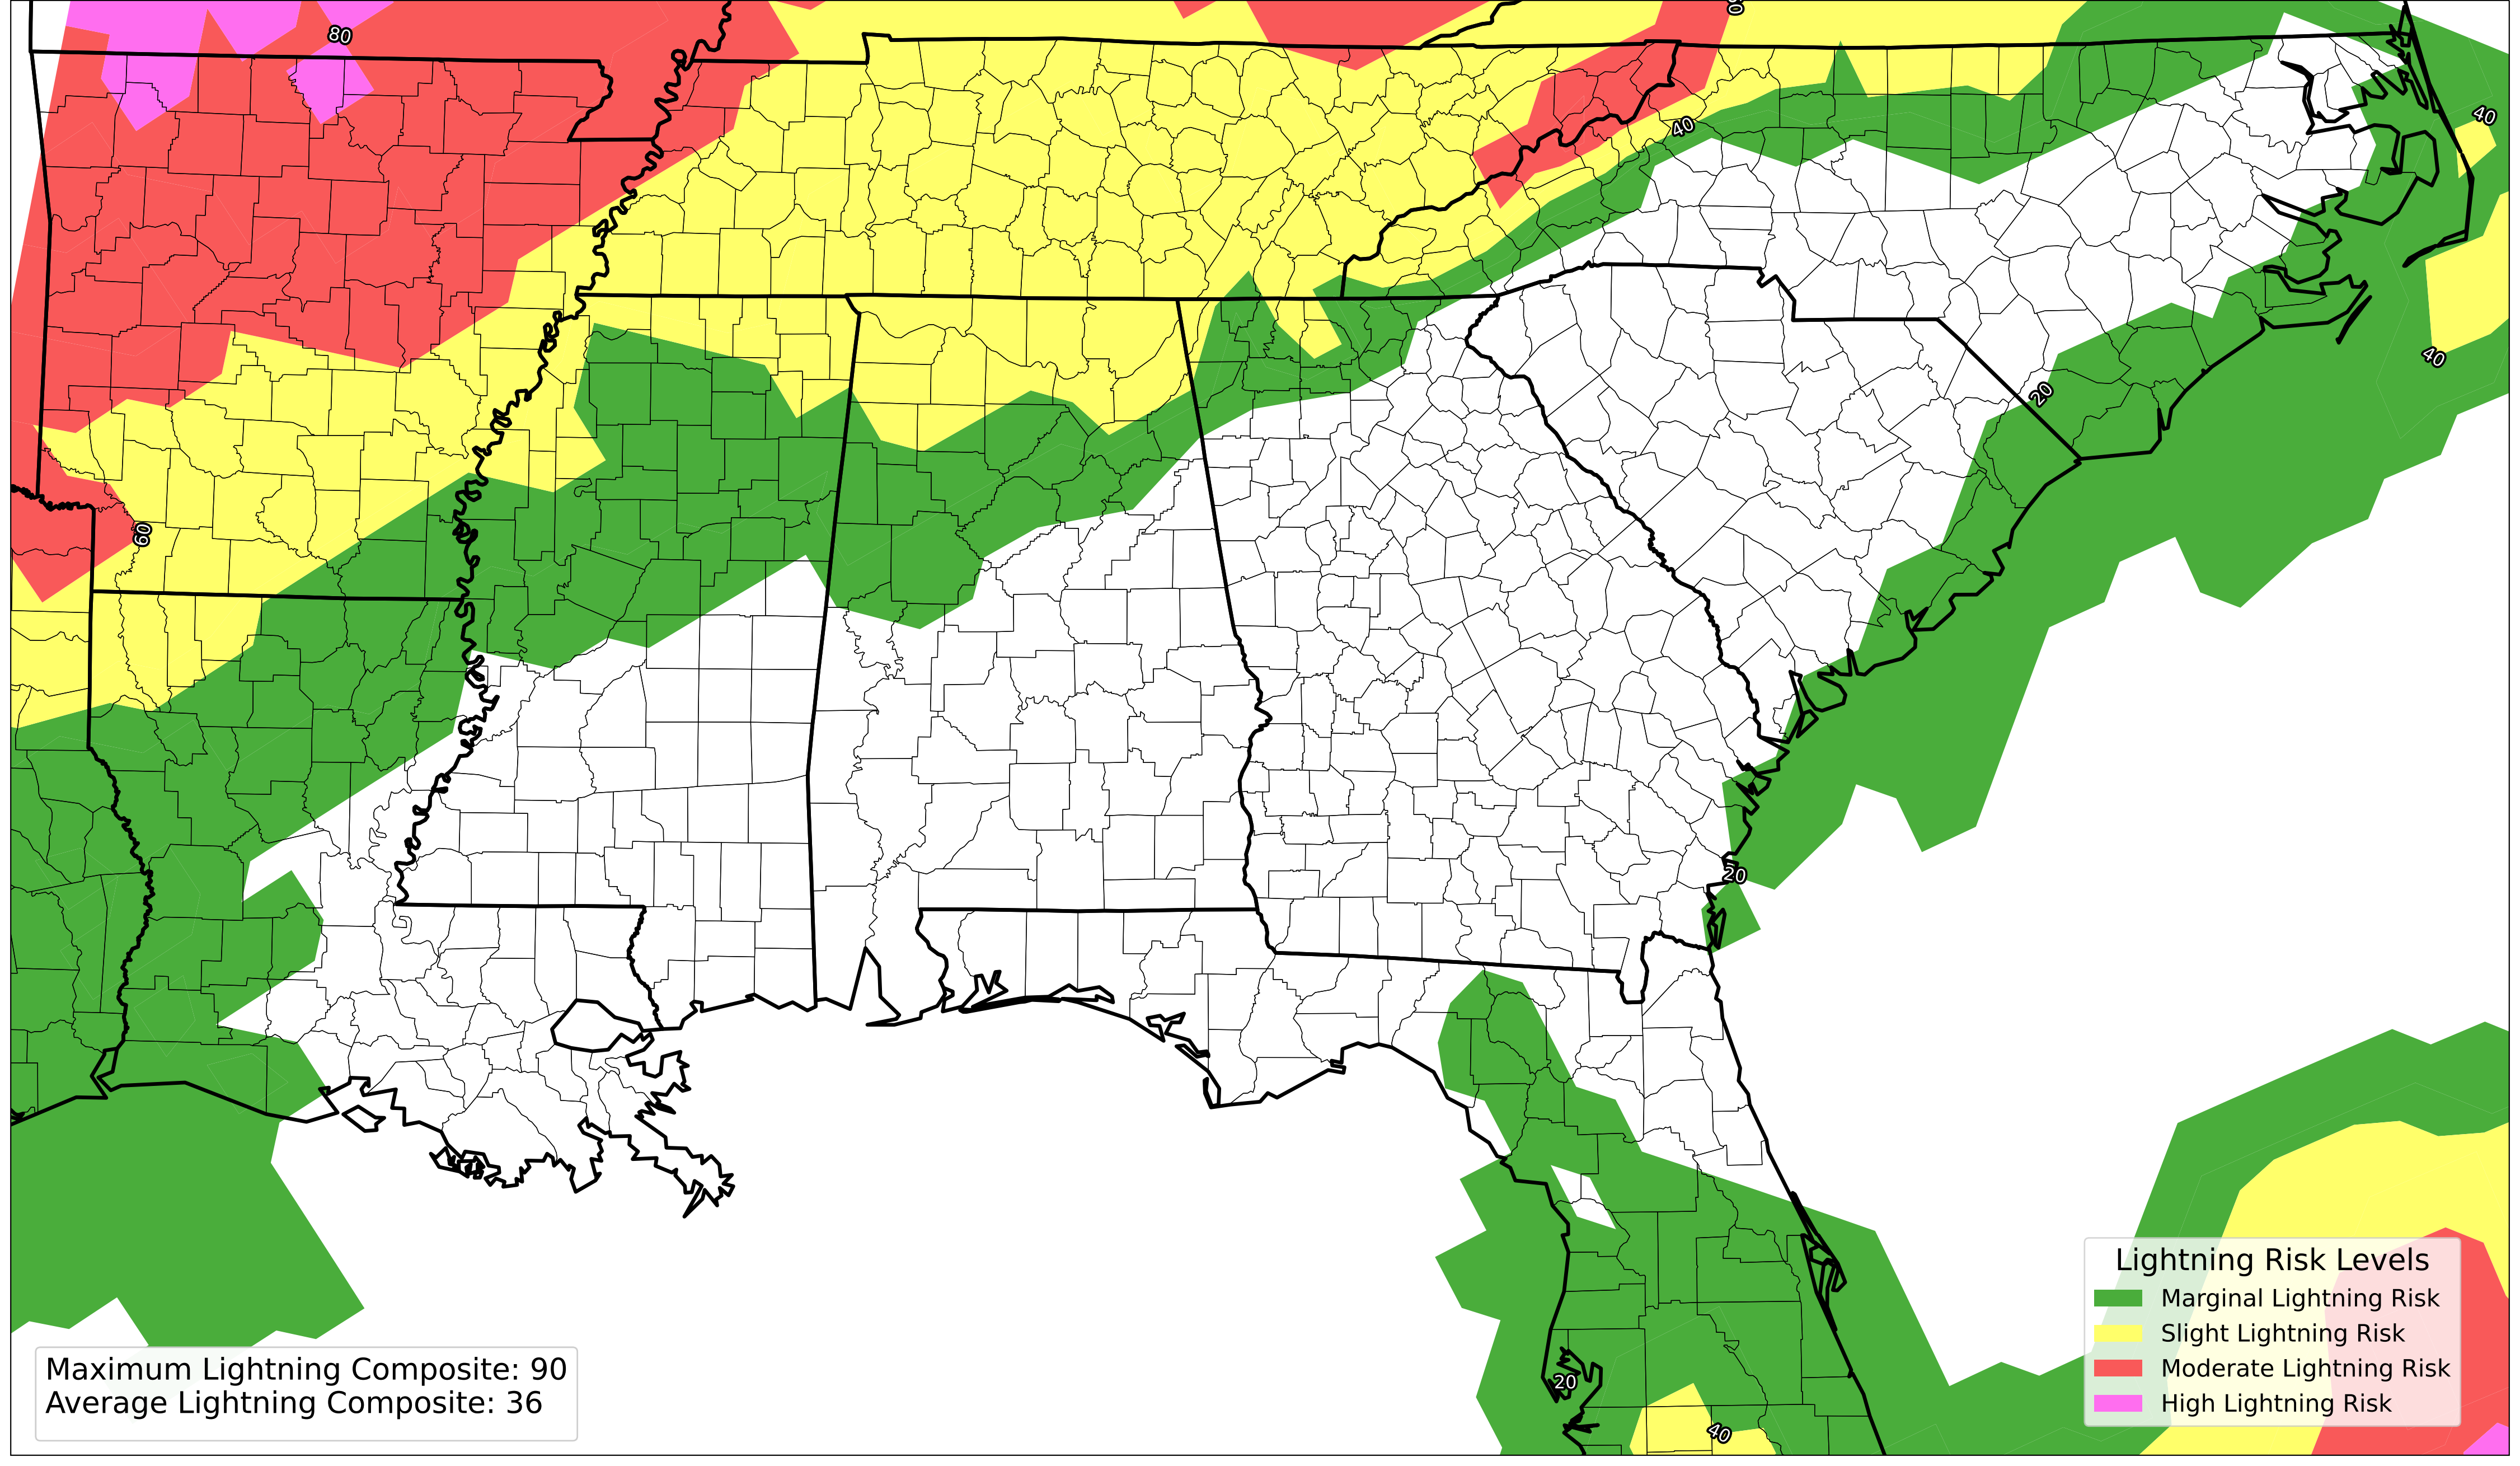 80
0
40
40
40
20
60
20
20
40
Lightning Risk Levels
Marginal Lightning Risk
Slight Lightning Risk
Moderate Lightning Risk
High Lightning Risk
Maximum Lightning Composite: 90
Average Lightning Composite: 36